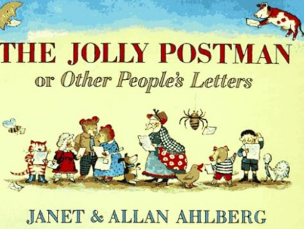 THE JOLLY POSTMAN
or Other People's Letters
JANET & ALLAN AHLBERG